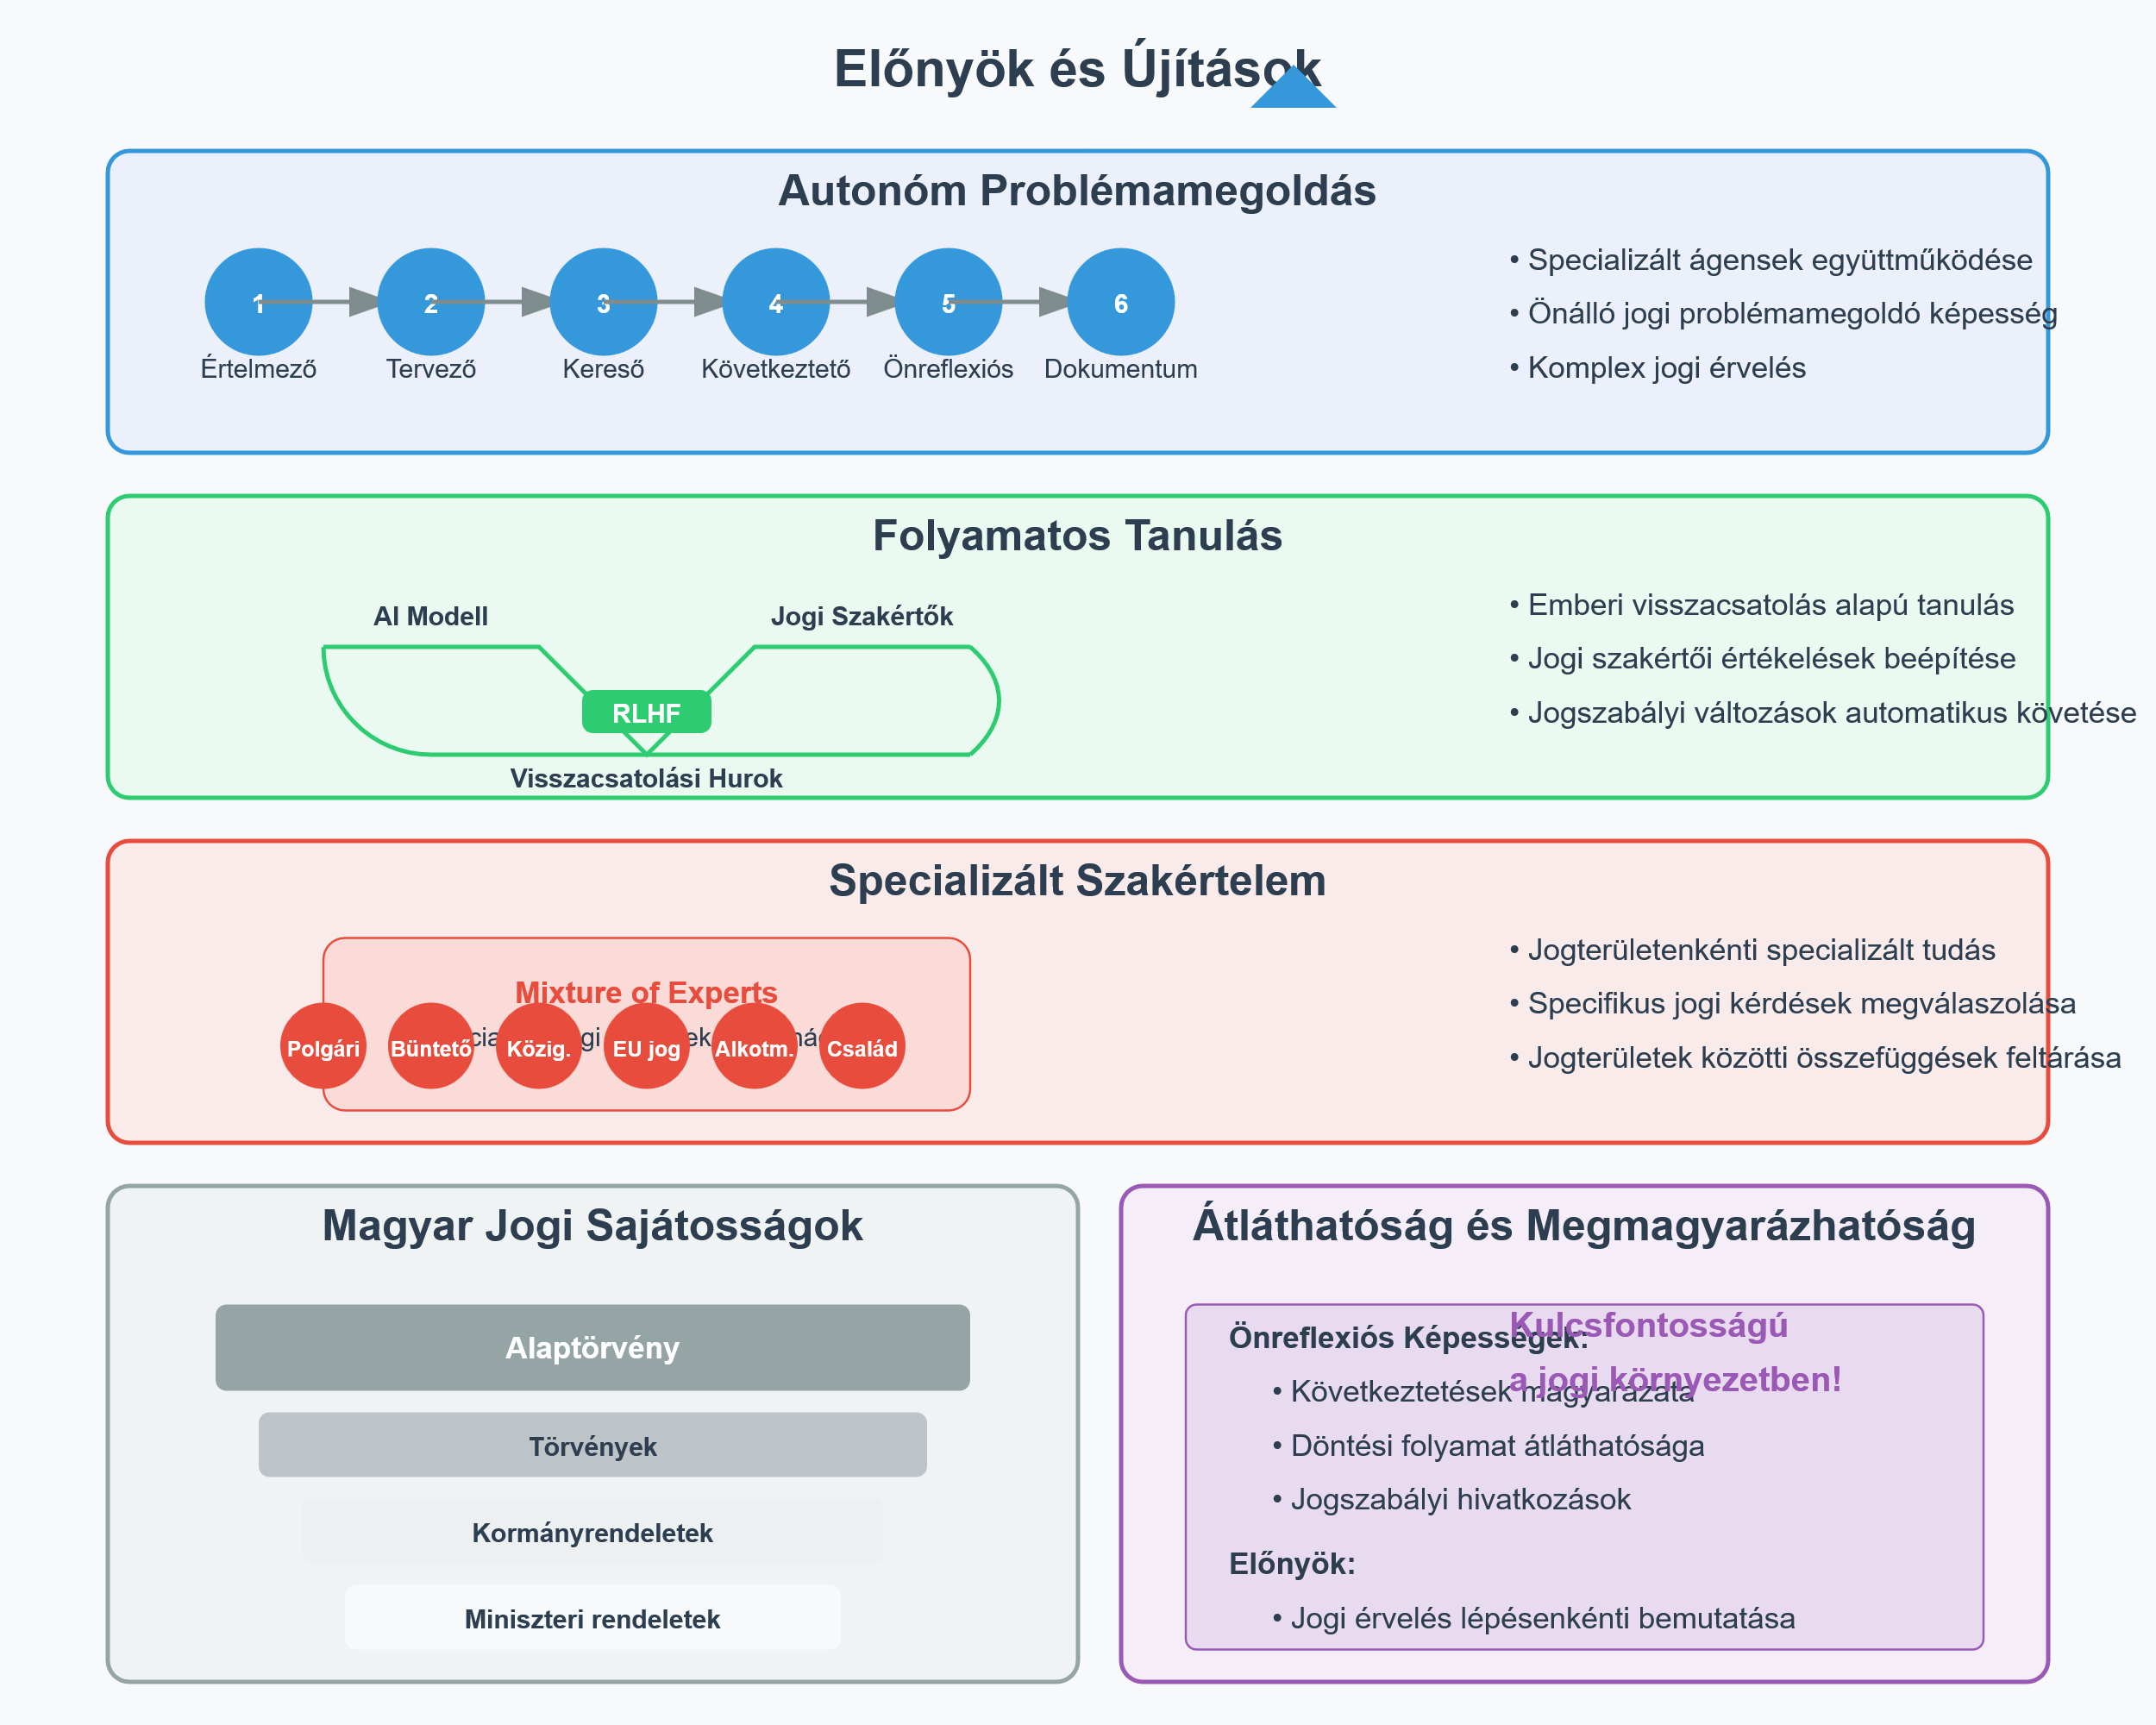 Előnyök és Újítások
Autonóm Problémamegoldás
1 2 3 4 5 6
Értelmező Tervező Kereső Következtető Önreflexiós Dokumentum
• Specializált ágensek együttműködése
• Önálló jogi problémamegoldó képesség
• Komplex jogi érvelés
Folyamatos Tanulás
AI Modell Jogi Szakértők
RLHF
Visszacsatolási Hurok
• Emberi visszacsatolás alapú tanulás
• Jogi szakértői értékelések beépítése
• Jogszabályi változások automatikus követése
Specializált Szakértelem
Mixture of Experts
Polgári Büntető Közig. EU jog Alkotm. Család
• Jogterületenkénti specializált tudás
• Specifikus jogi kérdések megválaszolása
• Jogterületek közötti összefüggések feltárása
Magyar Jogi Sajátosságok
Alaptörvény
Törvények
Kormányrendeletek
Miniszteri rendeletek
Átláthatóság és Megmagyarázhatóság
Önreflexiós Képességek:
• Következtetések magyarázata
• Döntési folyamat átláthatósága
• Jogszabályi hivatkozások
Előnyök:
• Jogi érvelés lépésenkénti bemutatása
Kulcsfontosságú
a jogi környezetben!